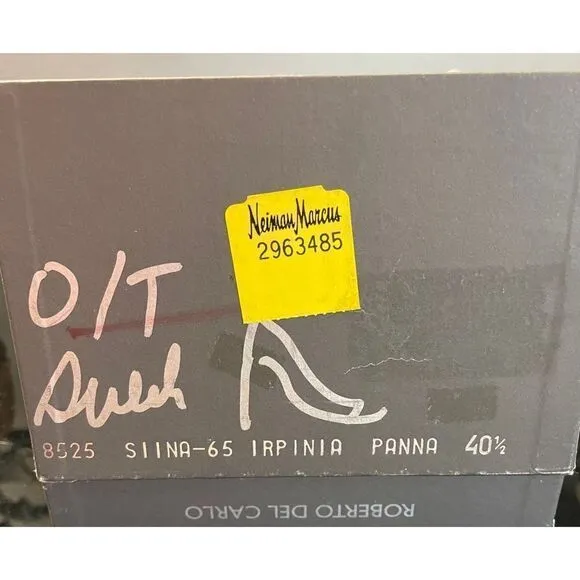 Neiman Marcus
2963485
O/T
8525 SIINA-65 IRPINIA PANNA 40½
ROBERTO DEL CARLO